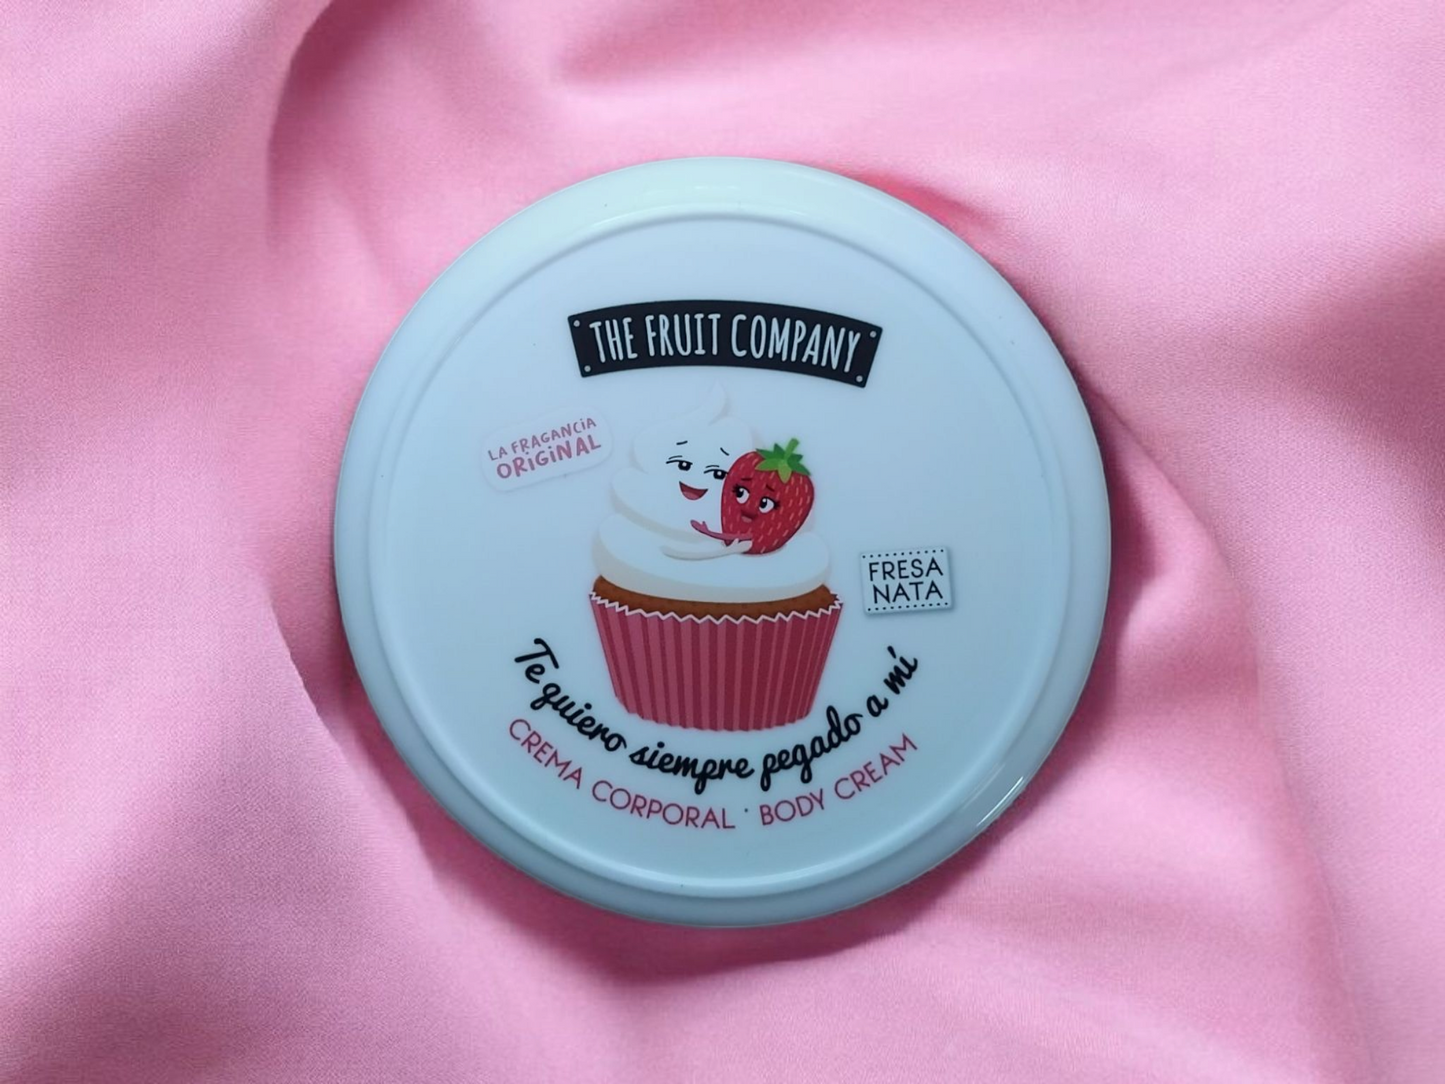 THE FRUIT COMPANY
LA FRAGANCiA
ORiGiNAL
FRESA
NATA
Te quiero siempre pegado a mí
CREMA CORPORAL · BODY CREAM